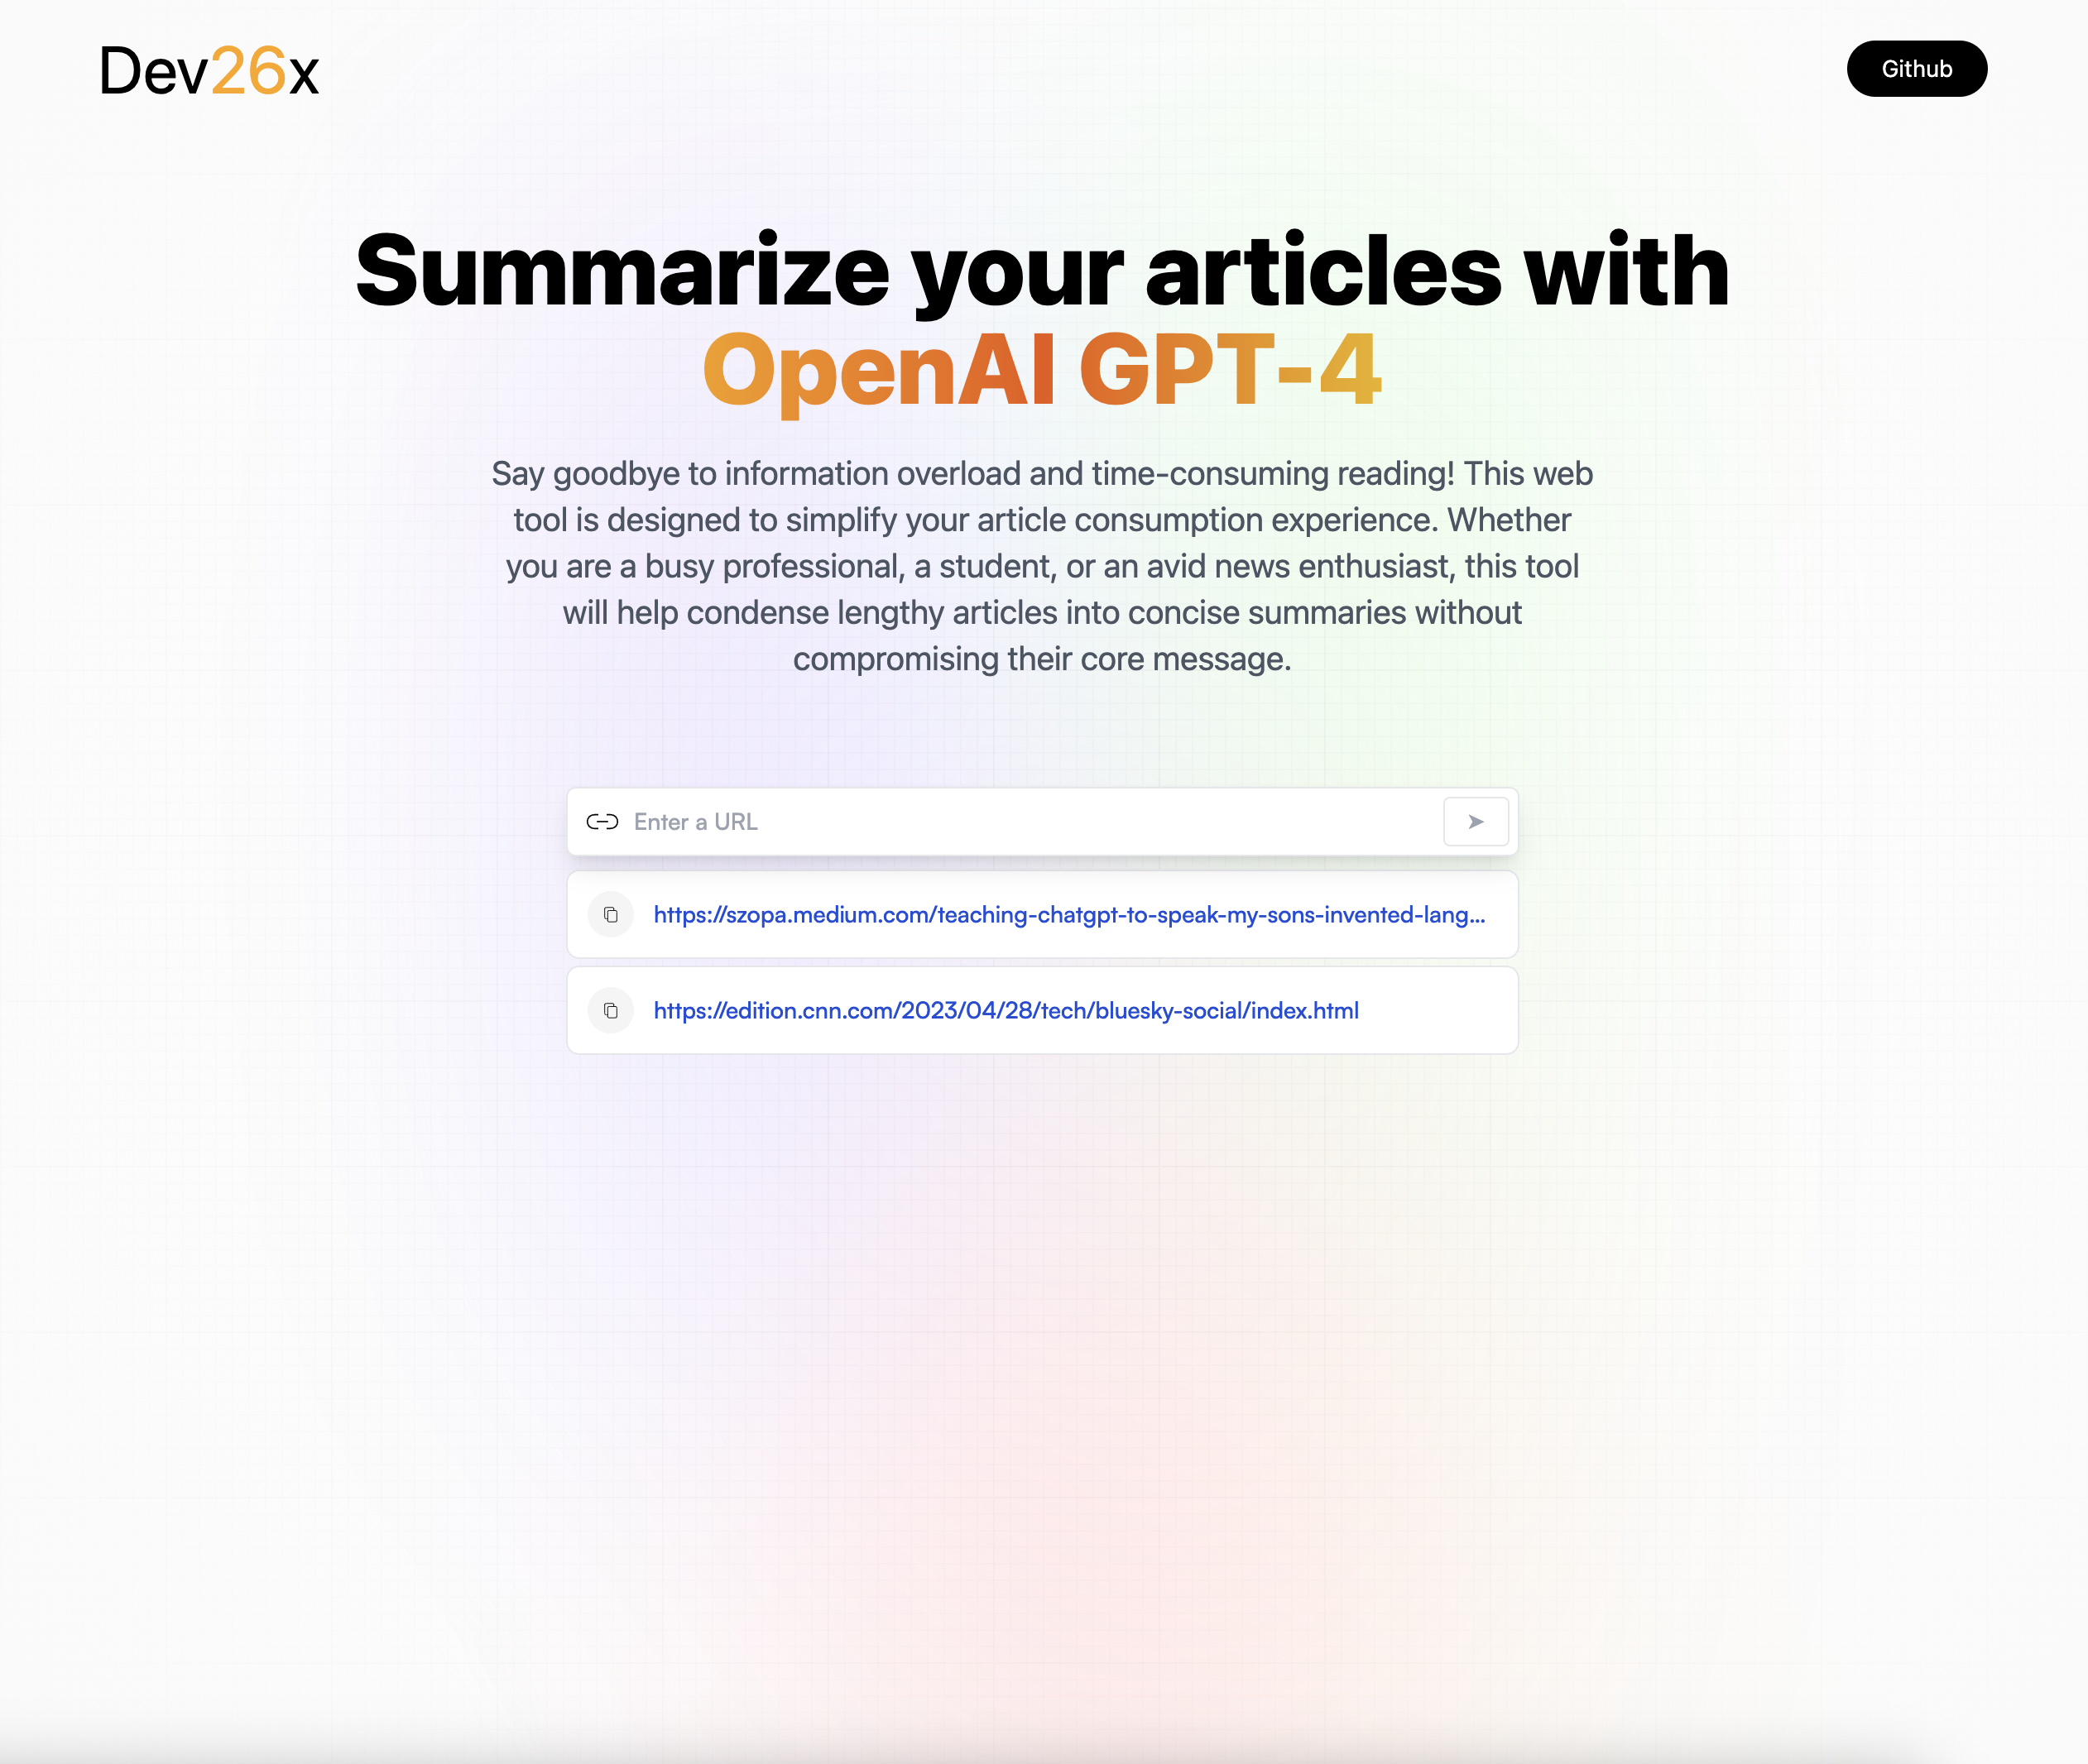 Dev26x
Github
Summarize your articles with
OpenAI GPT-4
Say goodbye to information overload and time-consuming reading! This web
tool is designed to simplify your article consumption experience. Whether
you are a busy professional, a student, or an avid news enthusiast, this tool
will help condense lengthy articles into concise summaries without
compromising their core message.
Enter a URL
https://szopa.medium.com/teaching-chatgpt-to-speak-my-sons-invented-lang...
https://edition.cnn.com/2023/04/28/tech/bluesky-social/index.html